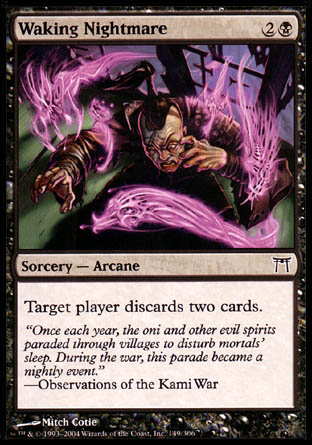 Waking Nightmare 2
Sorcery — Arcane
Target player discards two cards.
“Once each year, the oni and other evil spirits
paraded through villages to disturb mortals’
sleep. During the war, this parade became a
nightly event.”
—Observations of the Kami War
Mitch Cotie
™ & © 1993–2004 Wizards of the Coast, Inc. 149/306